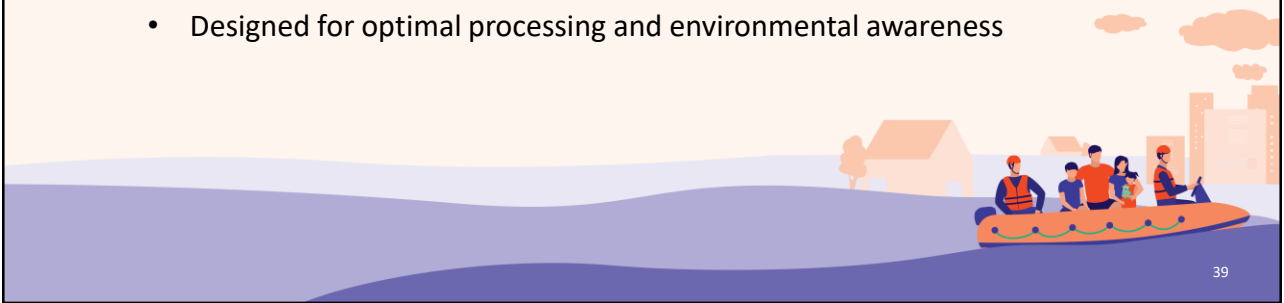 • Designed for optimal processing and environmental awareness
39